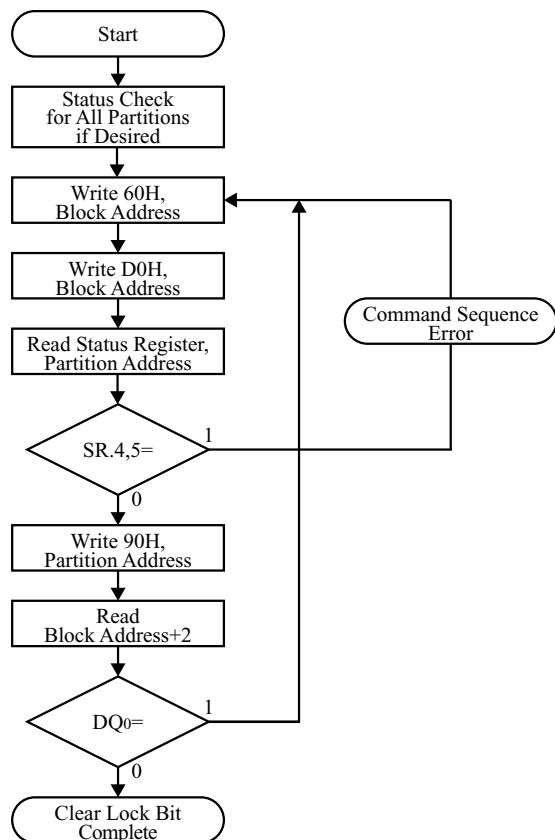 Start
Status Check
for All Partitions
if Desired
Write 60H,
Block Address
Write D0H,
Block Address
Read Status Register,
Partition Address
Command Sequence
Error
SR.4,5=
1
0
Write 90H,
Partition Address
Read
Block Address+2
DQ0=
1
0
Clear Lock Bit
Complete